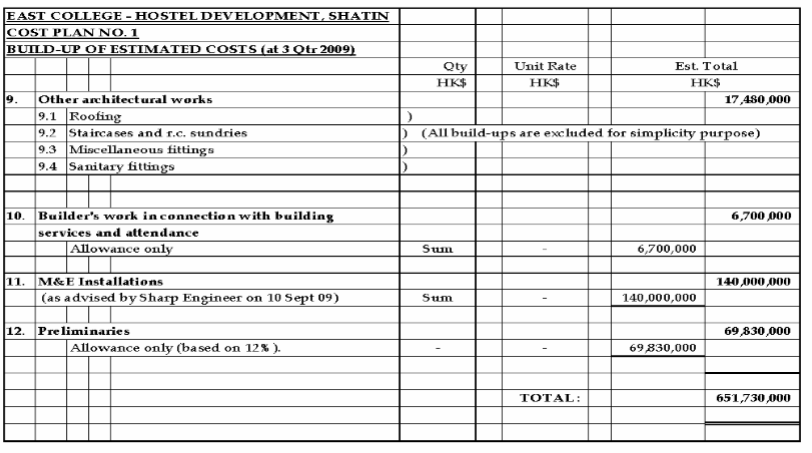 EAST COLLEGE - HOSTEL DEVELOPMENT, SHATIN
COST PLAN NO. 1
BUILD-UP OF ESTIMATED COSTS (at 3 Qtr 2009)
Qty Unit Rate Est. Total
HK$ HK$ HK$
9. Other architectural works 17,480,000
9.1 Roofing )
9.2 Staircases and r.c. sundries ) (All build-ups are excluded for simplicity purpose)
9.3 Miscellaneous fittings )
9.4 Sanitary fittings )
10. Builder's work in connection with building 6,700,000
services and attendance
Allowance only Sum - 6,700,000
11. M&E Installations 140,000,000
(as advised by Sharp Engineer on 10 Sept 09) Sum - 140,000,000
12. Preliminaries 69,830,000
Allowance only (based on 12% ). - - 69,830,000
TOTAL: 651,730,000